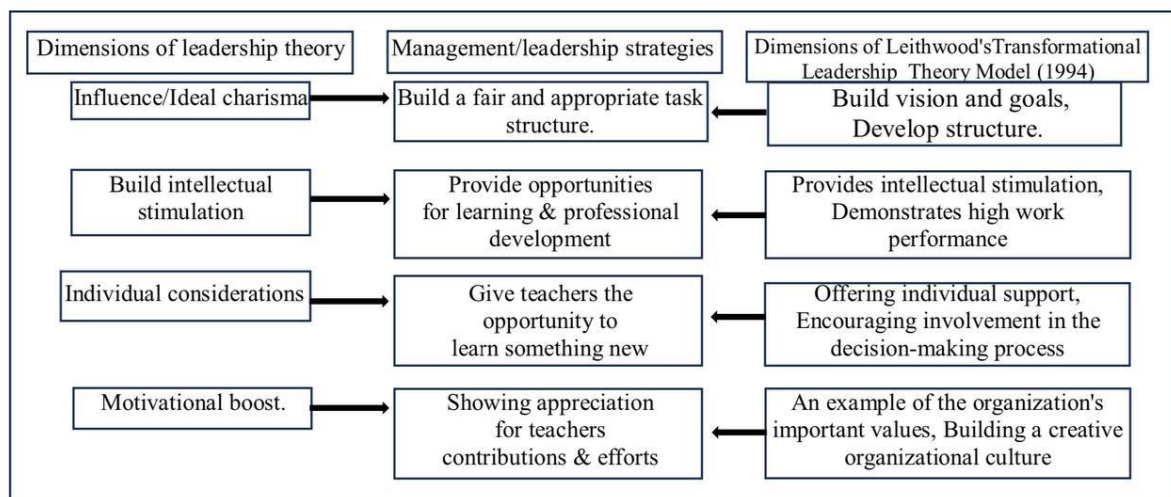 Dimensions of leadership theory
Management/leadership strategies
Dimensions of Leithwood'sTransformational
Leadership Theory Model (1994)
Influence/Ideal charisma
Build a fair and appropriate task
structure.
Build vision and goals,
Develop structure.
Build intellectual
stimulation
Provide opportunities
for learning & professional
development
Provides intellectual stimulation,
Demonstrates high work
performance
Individual considerations
Give teachers the
opportunity to
learn something new
Offering individual support,
Encouraging involvement in the
decision-making process
Motivational boost.
Showing appreciation
for teachers
contributions & efforts
An example of the organization's
important values, Building a creative
organizational culture